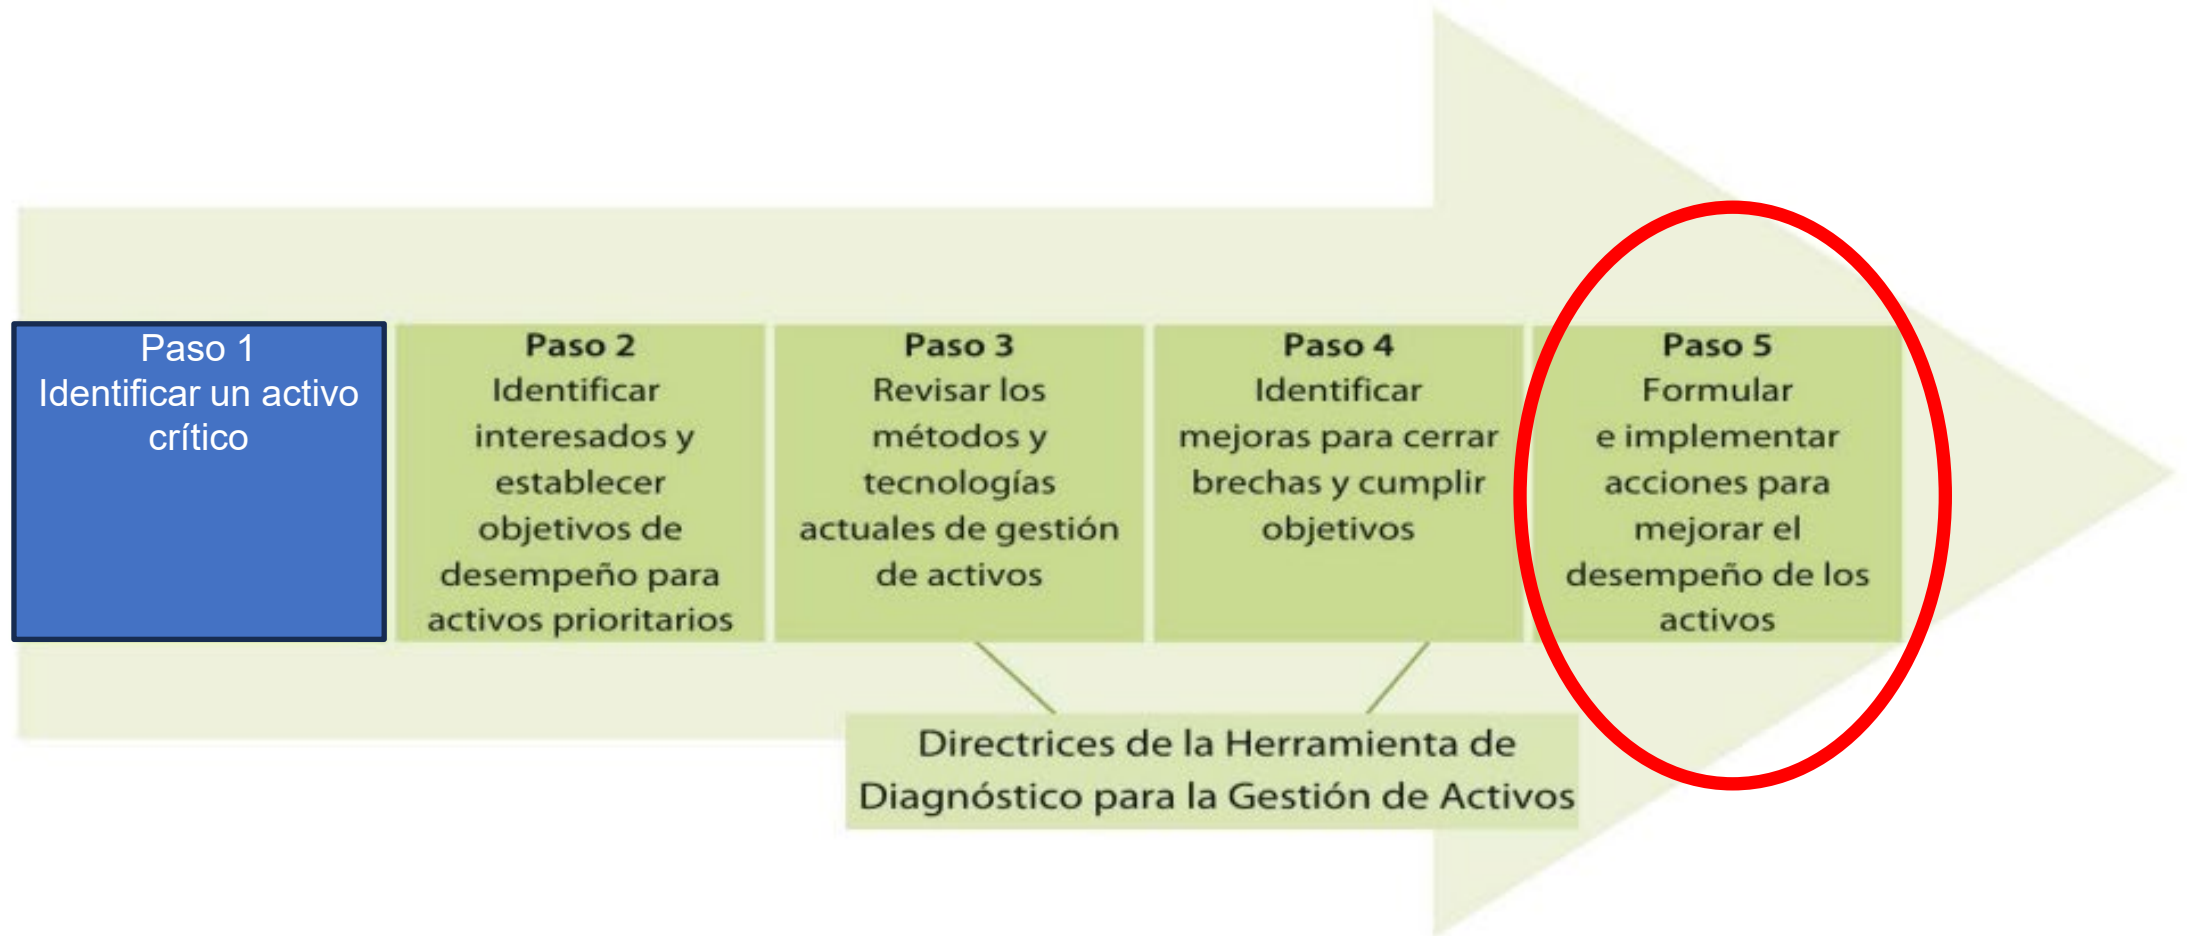 Paso 1
Identificar un activo
crítico
Paso 2
Identificar
interesados y
establecer
objetivos de
desempeño para
activos prioritarios
Paso 3
Revisar los
métodos y
tecnologías
actuales de gestión
de activos
Paso 4
Identificar
mejoras para cerrar
brechas y cumplir
objetivos
Paso 5
Formular
e implementar
acciones para
mejorar el
desempeño de los
activos
Directrices de la Herramienta de
Diagnóstico para la Gestión de Activos